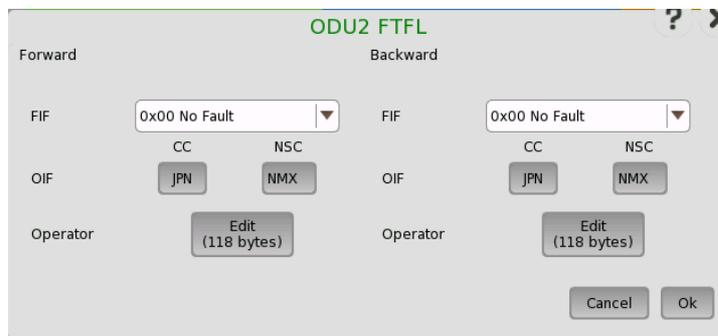 ODU2 FTFL
?
Forward Backward
FIF 0x00 No Fault FIF 0x00 No Fault
CC NSC CC NSC
OIF JPN NMX OIF JPN NMX
Operator Edit (118 bytes) Operator Edit (118 bytes)
Cancel Ok